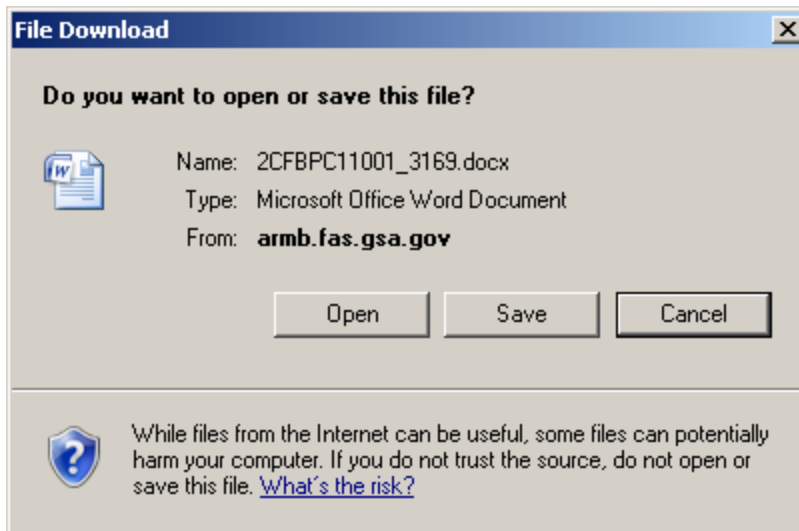 File Download
Do you want to open or save this file?
Name: 2CFBPC11001_3169.docx
Type: Microsoft Office Word Document
From: armb.fas.gsa.gov
Open Save Cancel
While files from the Internet can be useful, some files can potentially
harm your computer. If you do not trust the source, do not open or
save this file. What's the risk?